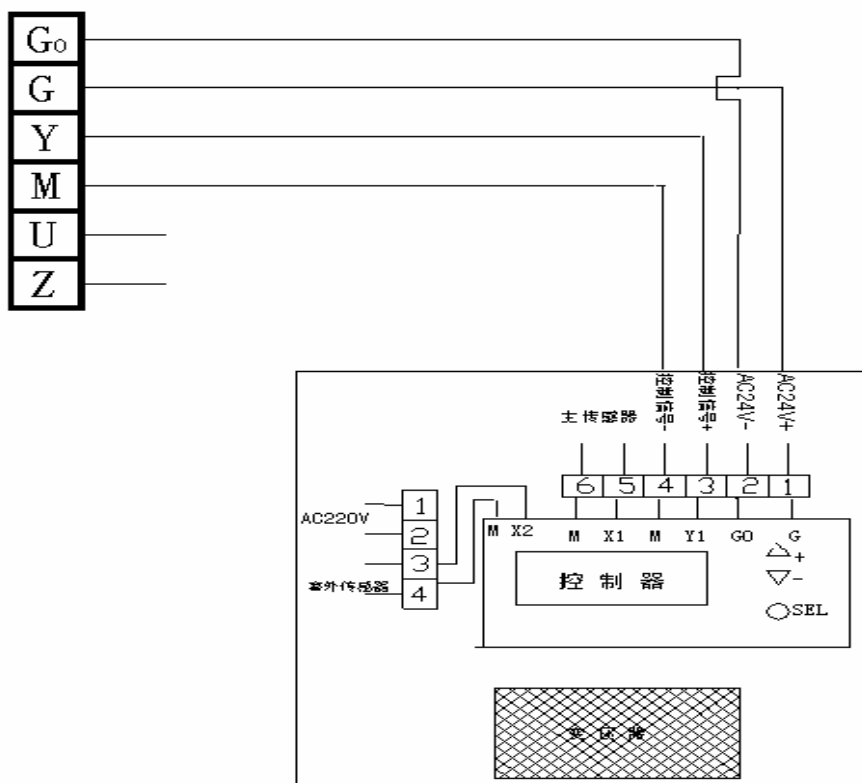 G0
G
Y
M
U
Z
主传感器
控制信号-
控制信号+
AC24V-
AC24V+
6 5 4 3 2 1
AC220V
1
2
3
4
室外传感器
M X2
M X1 M Y1 G0 G
+
-
SEL
控制器
变压器